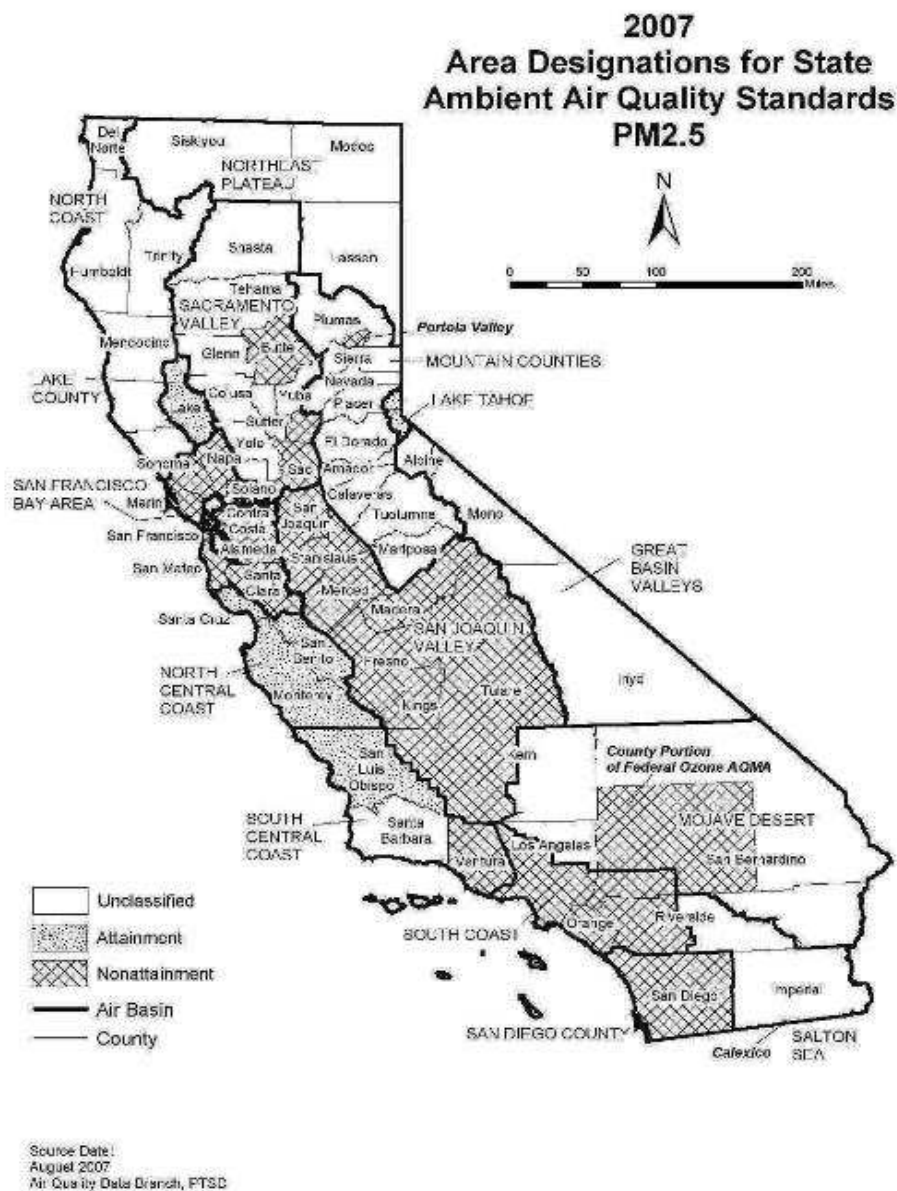 2007
Area Designations for State
Ambient Air Quality Standards
PM2.5
N
0 50 100 200
Miles
Del
Norte
Siskiyou
Modoc
NORTHEAST
PLATEAU
NORTH
COAST
Shasta
Lassen
Trinity
Humboldt
Tehama
SACRAMENTO
VALLEY
Plumas
Portola Valley
Mendocino
Glenn
Butte
Sierra
MOUNTAIN COUNTIES
LAKE
COUNTY
Nevada
Colusa
Yuba
Placer
LAKE TAHOE
Lake
Sutter
Yolo
El Dorado
Sonoma
Napa
Sac
Amador
Alpine
SAN FRANCISCO
BAY AREA
Solano
Calaveras
Marin
Contra
Costa
San
Joaquin
Tuolumne
Mono
San Francisco
Alameda
Stanislaus
Mariposa
GREAT
BASIN
VALLEYS
San Mateo
Santa
Clara
Merced
Madera
Santa Cruz
SAN JOAQUIN
VALLEY
San
Benito
NORTH
CENTRAL
COAST
Fresno
Monterey
Kings
Tulare
Inyo
Kern
County Portion
of Federal Ozone AQMA
San
Luis
Obispo
SOUTH
CENTRAL
COAST
Santa
Barbara
MOJAVE DESERT
Ventura
Los Angeles
San Bernardino
Unclassified
Attainment
Nonattainment
Air Basin
County
SOUTH COAST
Orange
Riverside
San Diego
Imperial
SAN DIEGO COUNTY
Calexico
SALTON
SEA
Source Date:
August 2007
Air Quality Data Branch, PTSD